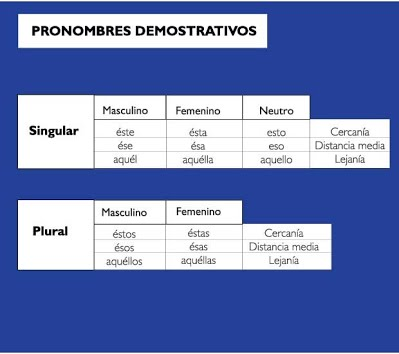 PRONOMBRES DEMOSTRATIVOS
Masculino Femenino Neutro
Singular
éste ésta esto Cercanía
ése ésa eso Distancia media
aquél aquélla aquello Lejanía
Masculino Femenino
Plural
éstos éstas Cercanía
ésos ésas Distancia media
aquéllos aquéllas Lejanía